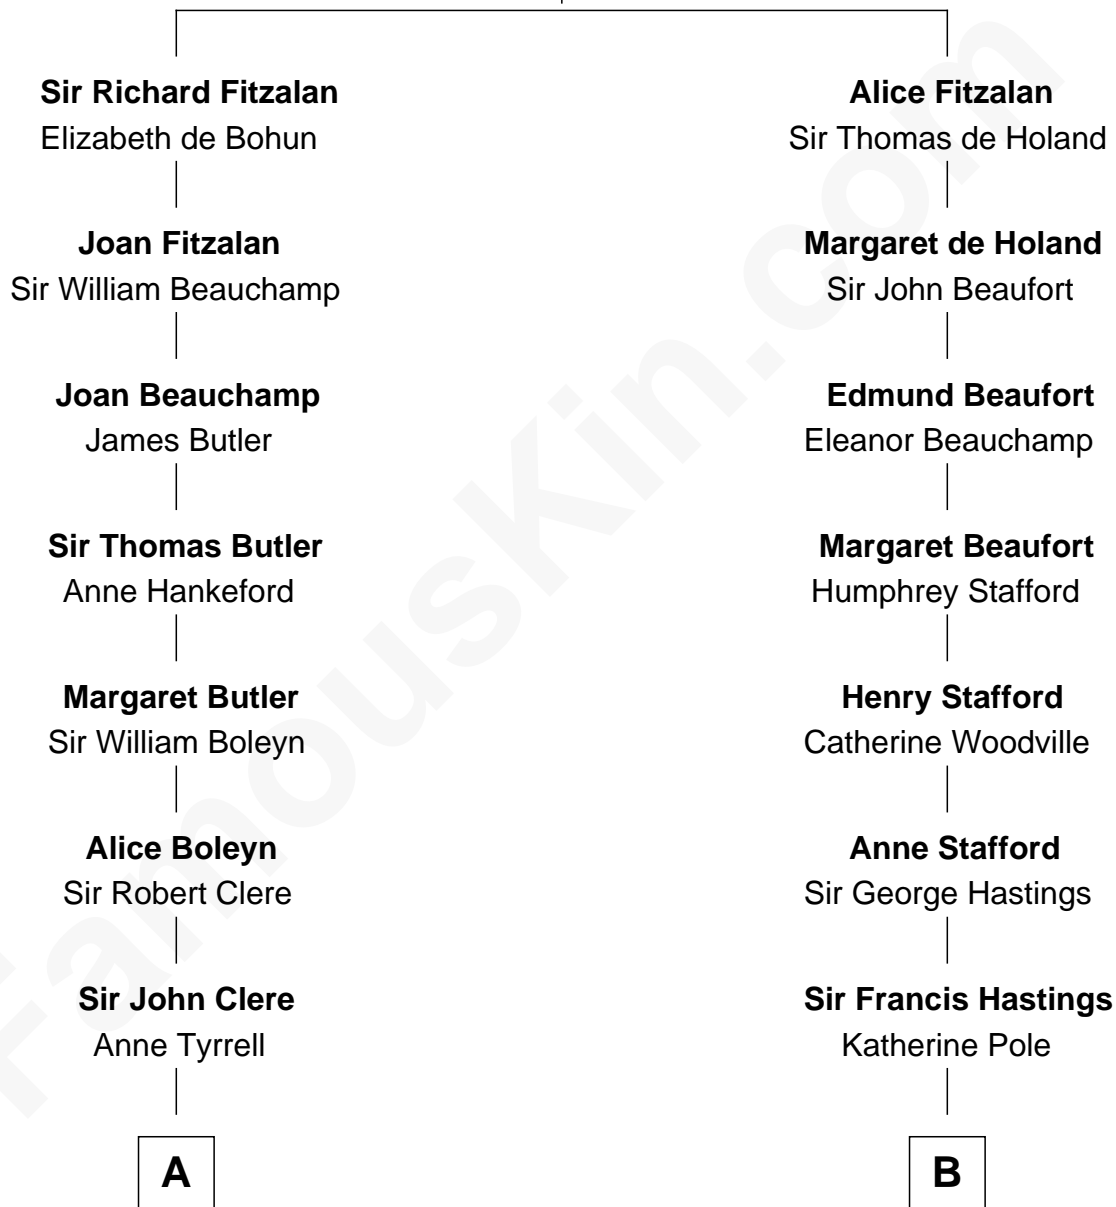 Sir Richard Fitzalan
Elizabeth de Bohun
Alice Fitzalan
Sir Thomas de Holand
Joan Fitzalan
Sir William Beauchamp
Margaret de Holand
Sir John Beaufort
Joan Beauchamp
James Butler
Edmund Beaufort
Eleanor Beauchamp
Sir Thomas Butler
Anne Hankeford
Margaret Beaufort
Humphrey Stafford
Margaret Butler
Sir William Boleyn
Henry Stafford
Catherine Woodville
Alice Boleyn
Sir Robert Clere
Anne Stafford
Sir George Hastings
Sir John Clere
Anne Tyrrell
Sir Francis Hastings
Katherine Pole
A
B
FamousKin.com